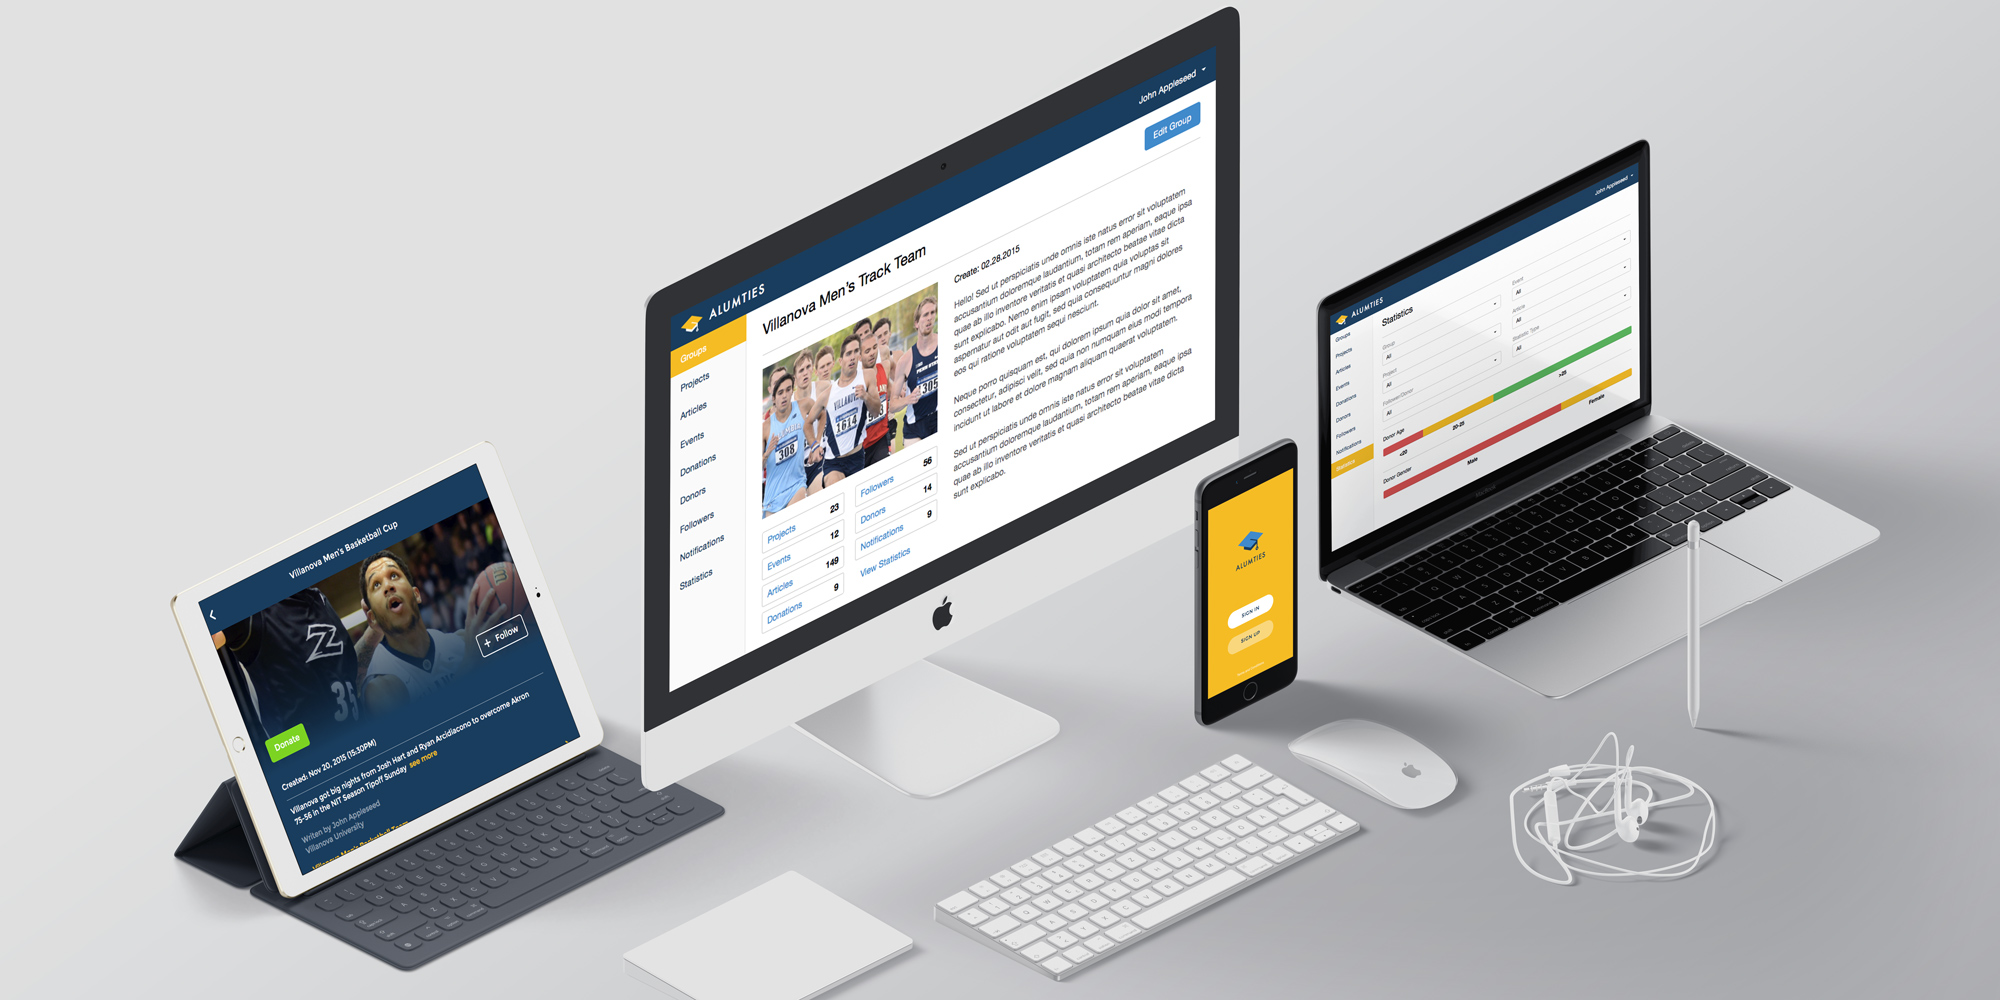 Villanova Men's Basketball Cup
+ Follow
Donate
Created: Nov 20, 2015 (15:30PM)
Villanova got big nights from Josh Hart and Ryan Arcidiacono to overcome Akron
75-56 in the NIT Season Tipoff Sunday see more
Writen by John Appleseed
Villanova University
ALUMTIES
John Appleseed
Groups
Projects
Articles
Events
Donations
Donors
Followers
Notifications
Statistics
Villanova Men's Track Team
Edit Group
VILLANOVA
1614
308
1305
Projects 23
Events 12
Articles 149
Donations 9
Followers 56
Donors 14
Notifications 9
View Statistics
Create: 02.28.2015
Hello! Sed ut perspiciatis unde omnis iste natus error sit voluptatem
accusantium doloremque laudantium, totam rem aperiam, eaque ipsa
quae ab illo inventore veritatis et quasi architecto beatae vitae dicta
sunt explicabo. Nemo enim ipsam voluptatem quia voluptas sit
aspernatur aut odit aut fugit, sed quia consequuntur magni dolores
eos qui ratione voluptatem sequi nesciunt.
Neque porro quisquam est, qui dolorem ipsum quia dolor sit amet,
consectetur, adipisci velit, sed quia non numquam eius modi tempora
incidunt ut labore et dolore magnam aliquam quaerat voluptatem.
Sed ut perspiciatis unde omnis iste natus error sit voluptatem
accusantium doloremque laudantium, totam rem aperiam, eaque ipsa
quae ab illo inventore veritatis et quasi architecto beatae vitae dicta
sunt explicabo.
ALUMTIES
SIGN IN
SIGN UP
ALUMTIES
John Appleseed
Groups
Projects
Articles
Events
Donations
Donors
Followers
Notifications
Statistics
Statistics
Group
All
Project
All
Follower/Donor
All
Event
All
Article
All
Statistic Type
All
Donor Age
<20
20-25
>25
Donor Gender
Male
Female